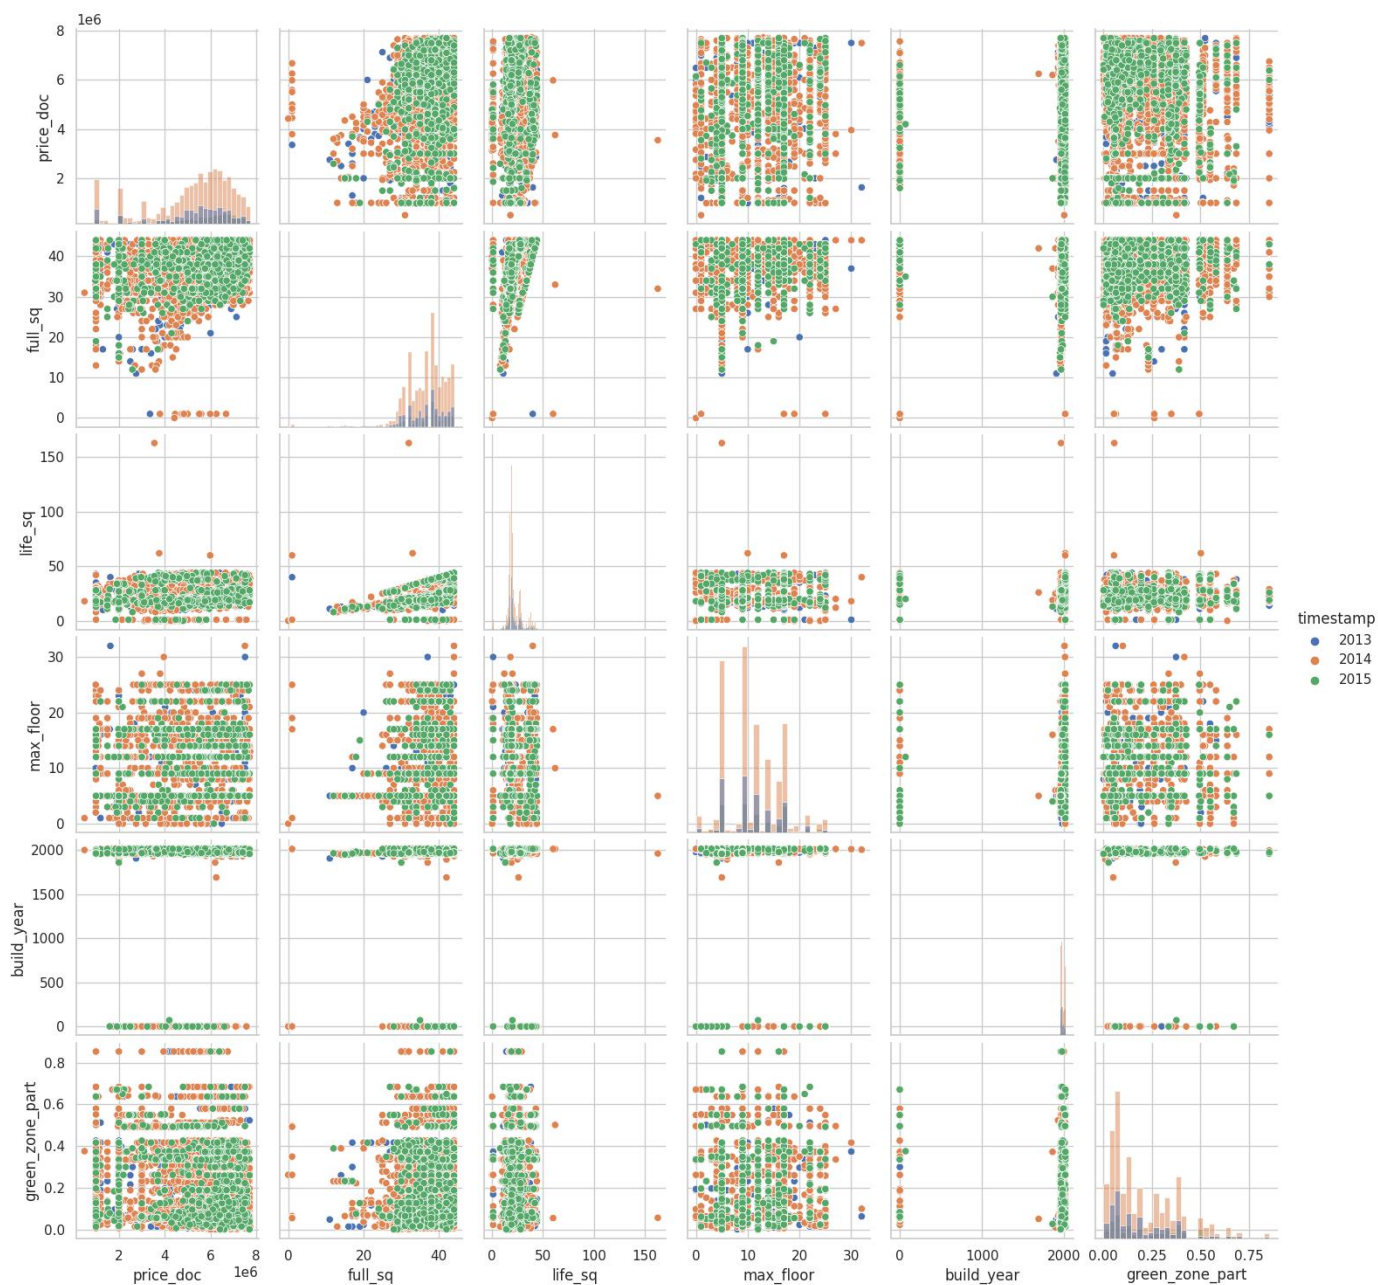 1e6
8
6
4
2
price_doc
40
30
20
10
0
full_sq
150
100
50
0
life_sq
timestamp
2013
2014
2015
30
20
10
0
max_floor
2000
1500
1000
500
0
build_year
0.8
0.6
0.4
0.2
0.0
green_zone_part
2 4 6 8
1e6
price_doc
0 20 40
full_sq
0 50 100 150
life_sq
0 10 20 30
max_floor
0 1000 2000
build_year
0.00 0.25 0.50 0.75
green_zone_part